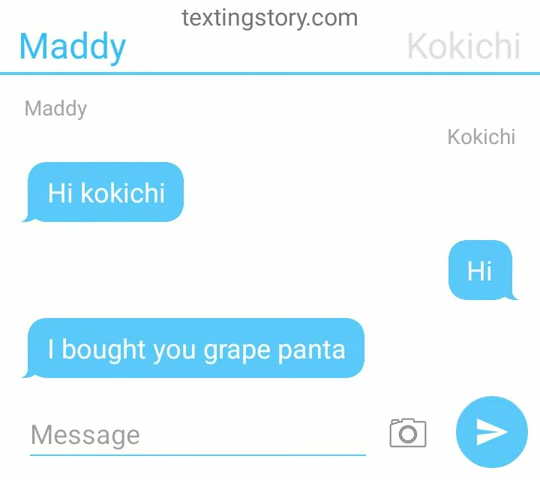 textingstory.com
Maddy Kokichi
Maddy
Kokichi
Hi kokichi
Hi
I bought you grape panta
Message